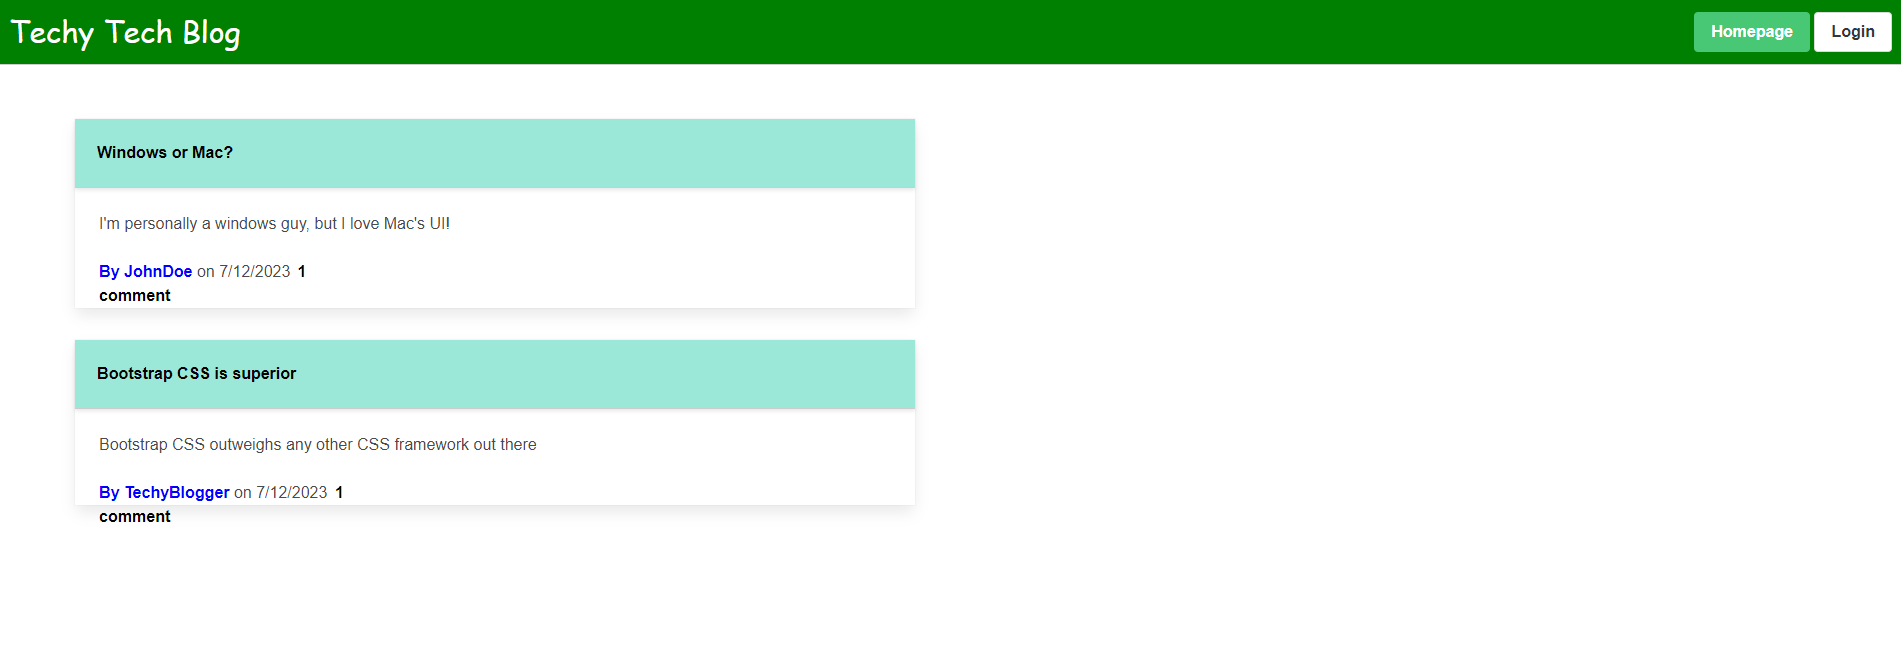 Techy Tech Blog
Homepage
Login
Windows or Mac?
I'm personally a windows guy, but I love Mac's UI!
By JohnDoe on 7/12/2023 1
comment
Bootstrap CSS is superior
Bootstrap CSS outweighs any other CSS framework out there
By TechyBlogger on 7/12/2023 1
comment